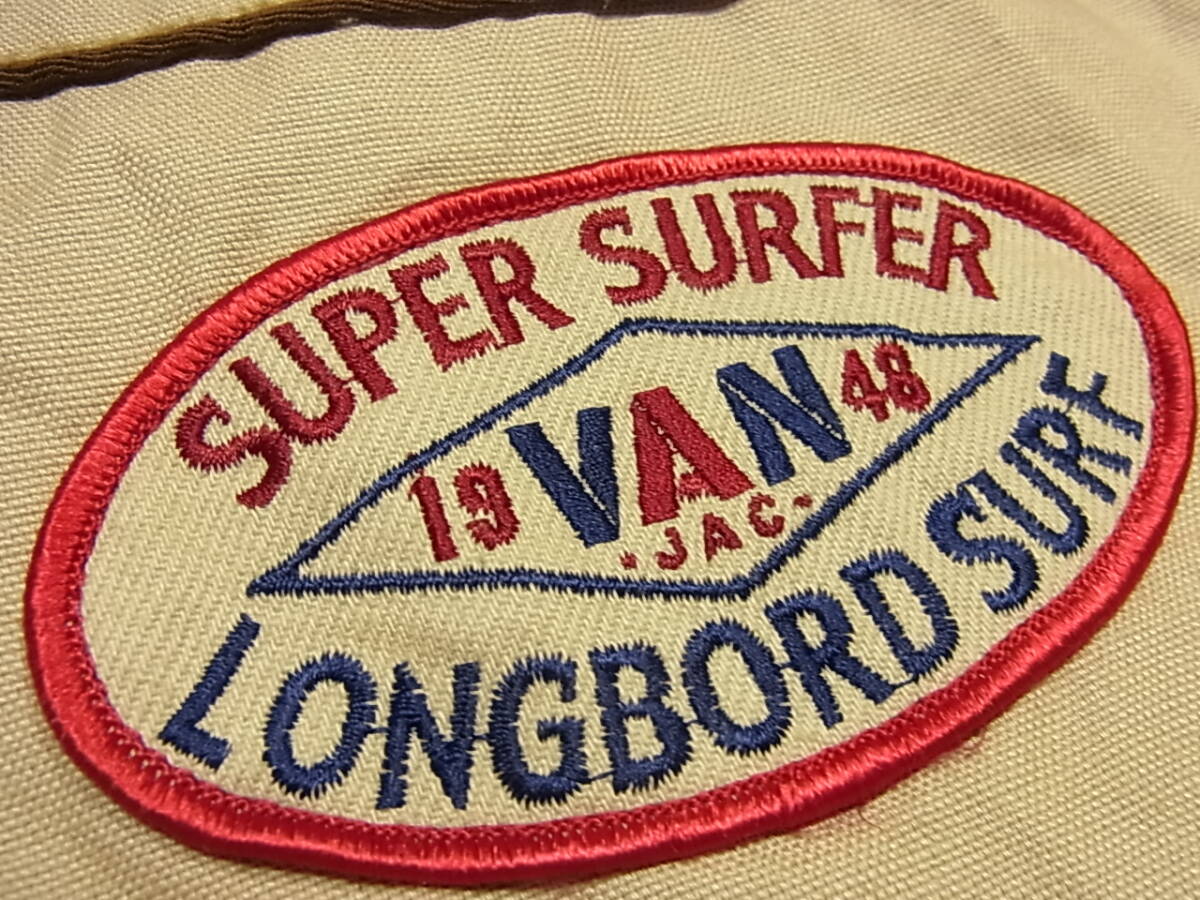 SUPER SURFER
19 VAN 48
·JAC·
LONGBORD SURF